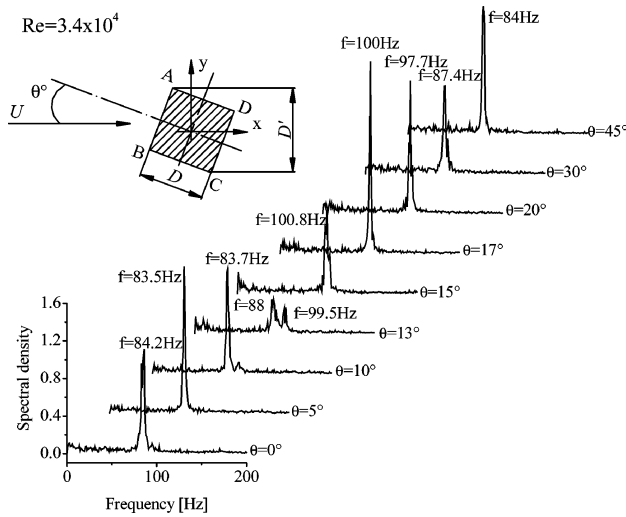 Re=3.4x10⁴
f=84Hz
f=100Hz
f=97.7Hz
f=87.4Hz
θ°
U
A
y
D
x
B
D
C
D'
θ=45°
θ=30°
θ=20°
θ=17°
f=100.8Hz
θ=15°
f=83.5Hz
f=83.7Hz
f=88
f=99.5Hz
θ=13°
f=84.2Hz
θ=10°
θ=5°
θ=0°
Spectral density
1.6
1.2
0.8
0.4
0.0
0
100
200
Frequency [Hz]